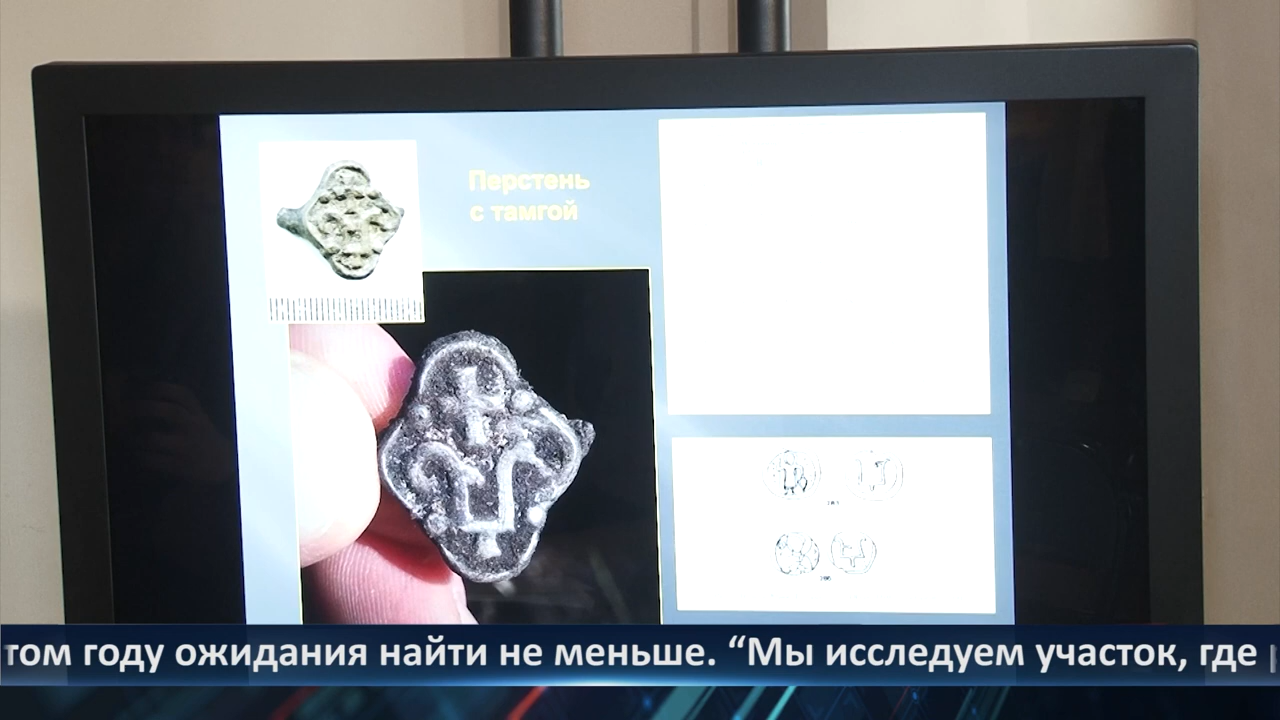 Перстень
с тамгой
том году ожидания найти не меньше. “Мы исследуем участок, где